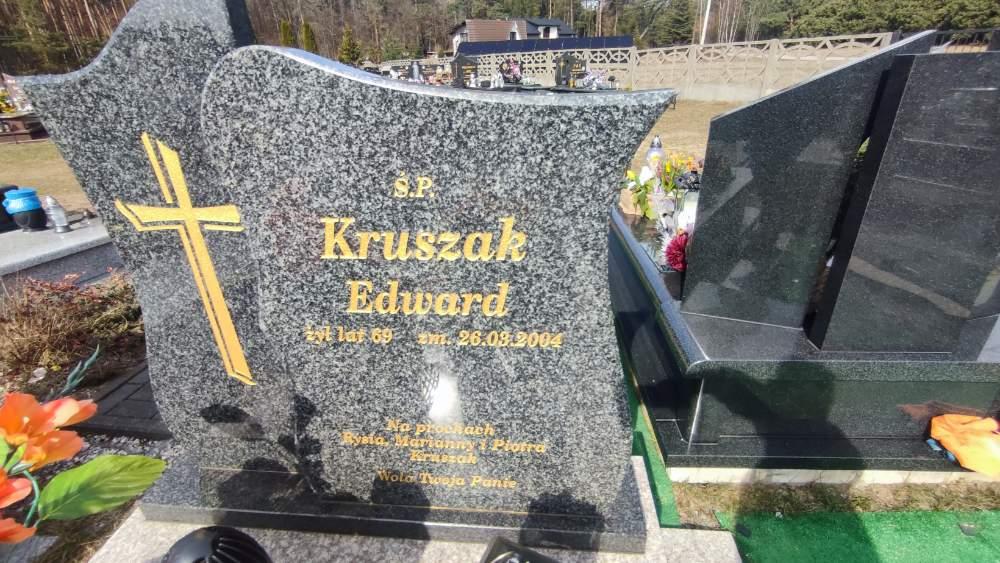 Ś.P.
Kruszak
Edward
żył lat 69 zm. 26.03.2004
Na prochach
Rysia, Marianny i Piotra
Kruszak
Wola Twoja Panie